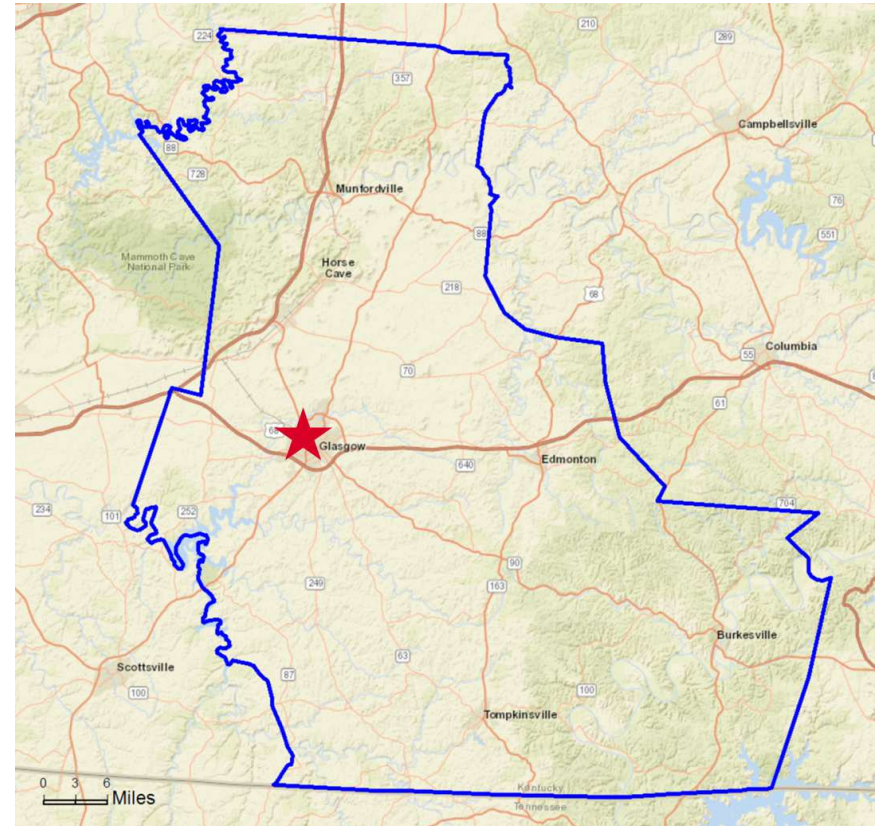 224
210
289
357
Campbellsville
88
728
Munfordville
76
551
88
Mammoth Cave
National Park
Horse
Cave
218
68
55
Columbia
70
61
68
Glasgow
640
Edmonton
234
101
252
704
90
163
249
Burkesville
63
Scottsville
87
100
100
Tompkinsville
0 3 6
Miles
Kentucky
Tennessee